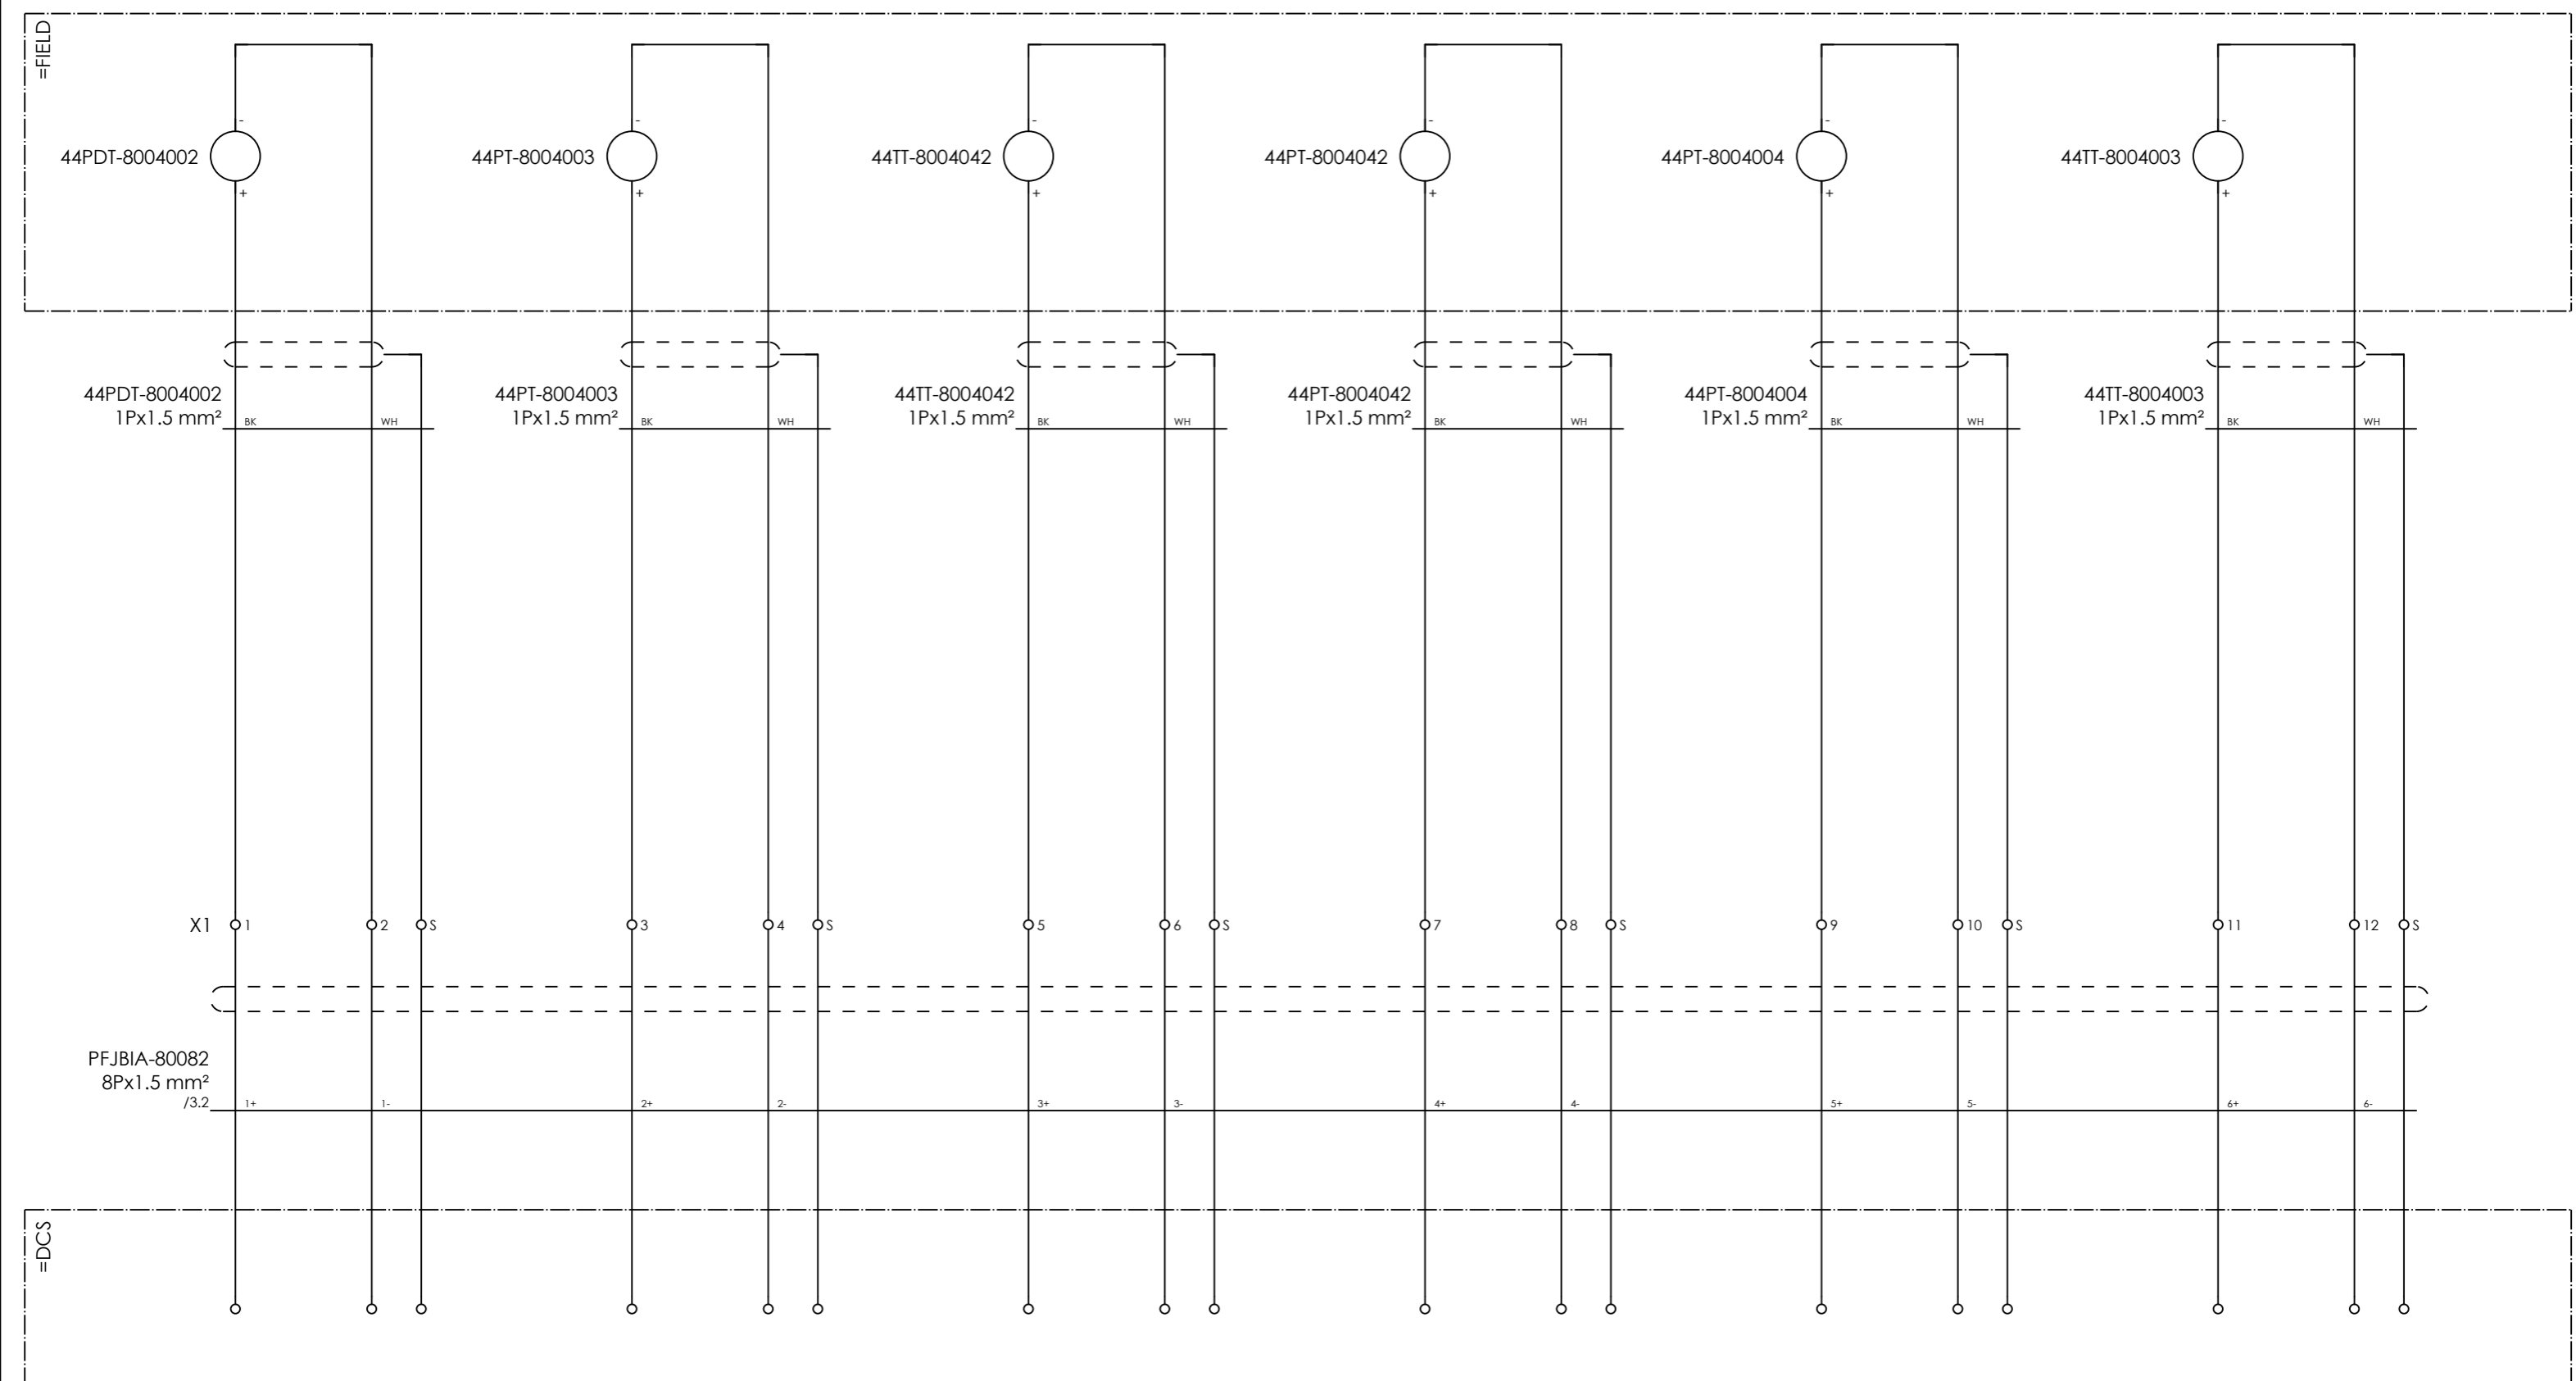 =FIELD
- - - - - -
44PDT-8004002 44PT-8004003 44TT-8004042 44PT-8004042 44PT-8004004 44TT-8004003
+ + + + + +
44PDT-8004002 44PT-8004003 44TT-8004042 44PT-8004042 44PT-8004004 44TT-8004003
1Px1.5 mm² BK WH 1Px1.5 mm² BK WH 1Px1.5 mm² BK WH 1Px1.5 mm² BK WH 1Px1.5 mm² BK WH 1Px1.5 mm² BK WH
X1 1 2 S 3 4 S 5 6 S 7 8 S 9 10 S 11 12 S
PFJBIA-80082
8Px1.5 mm²
/3.2 1+ 1- 2+ 2- 3+ 3- 4+ 4- 5+ 5- 6+ 6-
=DCS